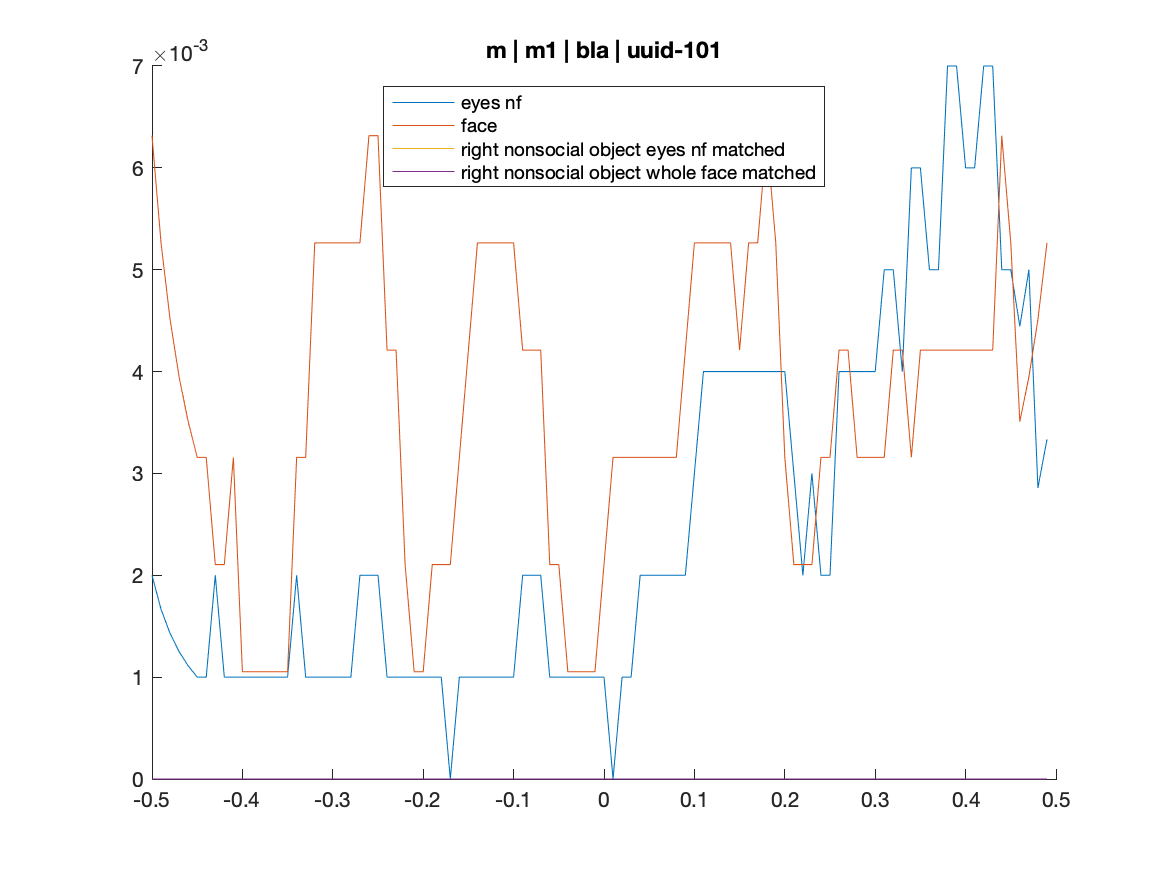 ×10-3
m | m1 | bla | uuid-101
eyes nf
face
right nonsocial object eyes nf matched
right nonsocial object whole face matched
7
6
5
4
3
2
1
0
-0.5 -0.4 -0.3 -0.2 -0.1 0 0.1 0.2 0.3 0.4 0.5